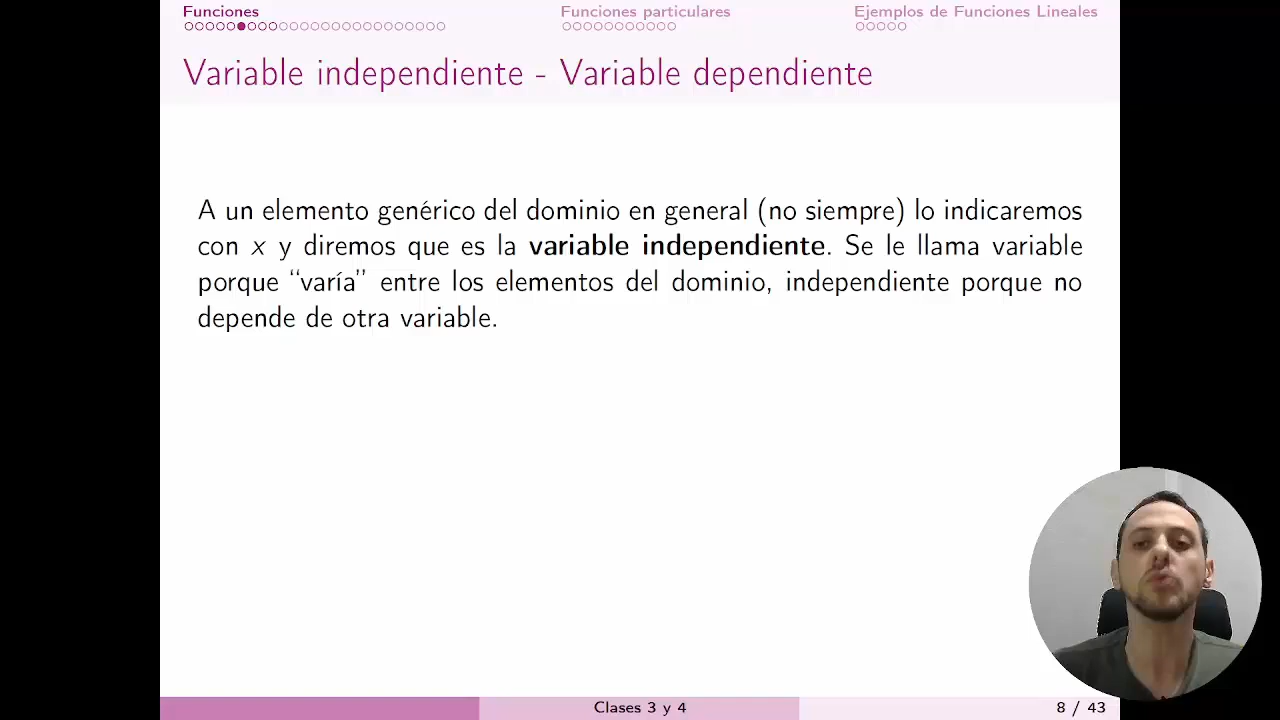 Funciones
Funciones particulares
Ejemplos de Funciones Lineales
Variable independiente - Variable dependiente
A un elemento genérico del dominio en general (no siempre) lo indicaremos
con x y diremos que es la variable independiente. Se le llama variable
porque “varía” entre los elementos del dominio, independiente porque no
depende de otra variable.
Clases 3 y 4
8 / 43